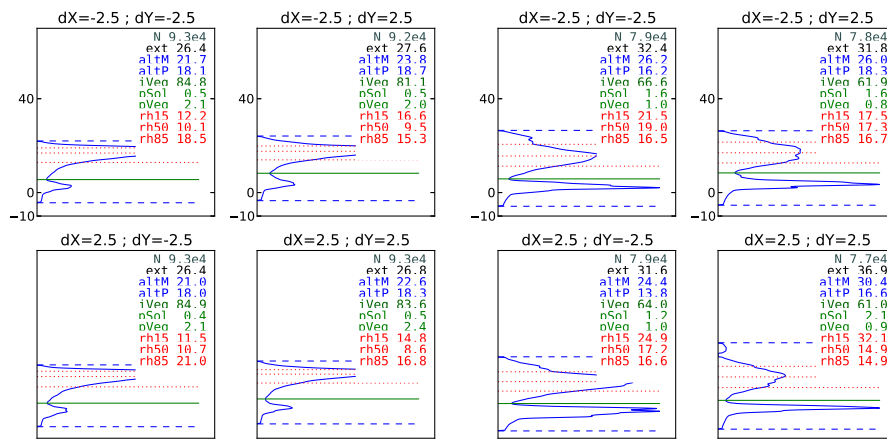 dX=-2.5 ; dY=-2.5
N 9.3e4
ext 26.4
altM 21.7
altP 18.1
iVeg 84.8
pSol 0.5
pVeg 2.1
rh15 12.2
rh50 10.1
rh85 18.5
40
0
−10
dX=-2.5 ; dY=2.5
N 9.2e4
ext 27.6
altM 23.8
altP 18.7
iVeg 81.1
pSol 0.5
pVeg 2.0
rh15 16.6
rh50 9.5
rh85 15.3
dX=-2.5 ; dY=-2.5
N 7.9e4
ext 32.4
altM 26.2
altP 16.2
iVeg 66.6
pSol 1.6
pVeg 1.0
rh15 21.5
rh50 19.0
rh85 16.5
40
0
−10
dX=-2.5 ; dY=2.5
N 7.8e4
ext 31.8
altM 26.0
altP 18.3
iVeg 61.9
pSol 1.6
pVeg 0.8
rh15 17.5
rh50 17.3
rh85 16.7
dX=2.5 ; dY=-2.5
N 9.3e4
ext 26.4
altM 21.0
altP 18.0
iVeg 84.9
pSol 0.4
pVeg 2.1
rh15 11.5
rh50 10.7
rh85 21.0
dX=2.5 ; dY=2.5
N 9.3e4
ext 26.8
altM 22.6
altP 18.3
iVeg 83.6
pSol 0.5
pVeg 2.4
rh15 14.8
rh50 8.6
rh85 16.8
dX=2.5 ; dY=-2.5
N 7.9e4
ext 31.6
altM 24.4
altP 13.8
iVeg 64.0
pSol 1.2
pVeg 1.0
rh15 24.9
rh50 17.2
rh85 16.6
dX=2.5 ; dY=2.5
N 7.7e4
ext 36.9
altM 30.4
altP 16.6
iVeg 61.0
pSol 2.1
pVeg 0.9
rh15 32.1
rh50 14.9
rh85 14.9